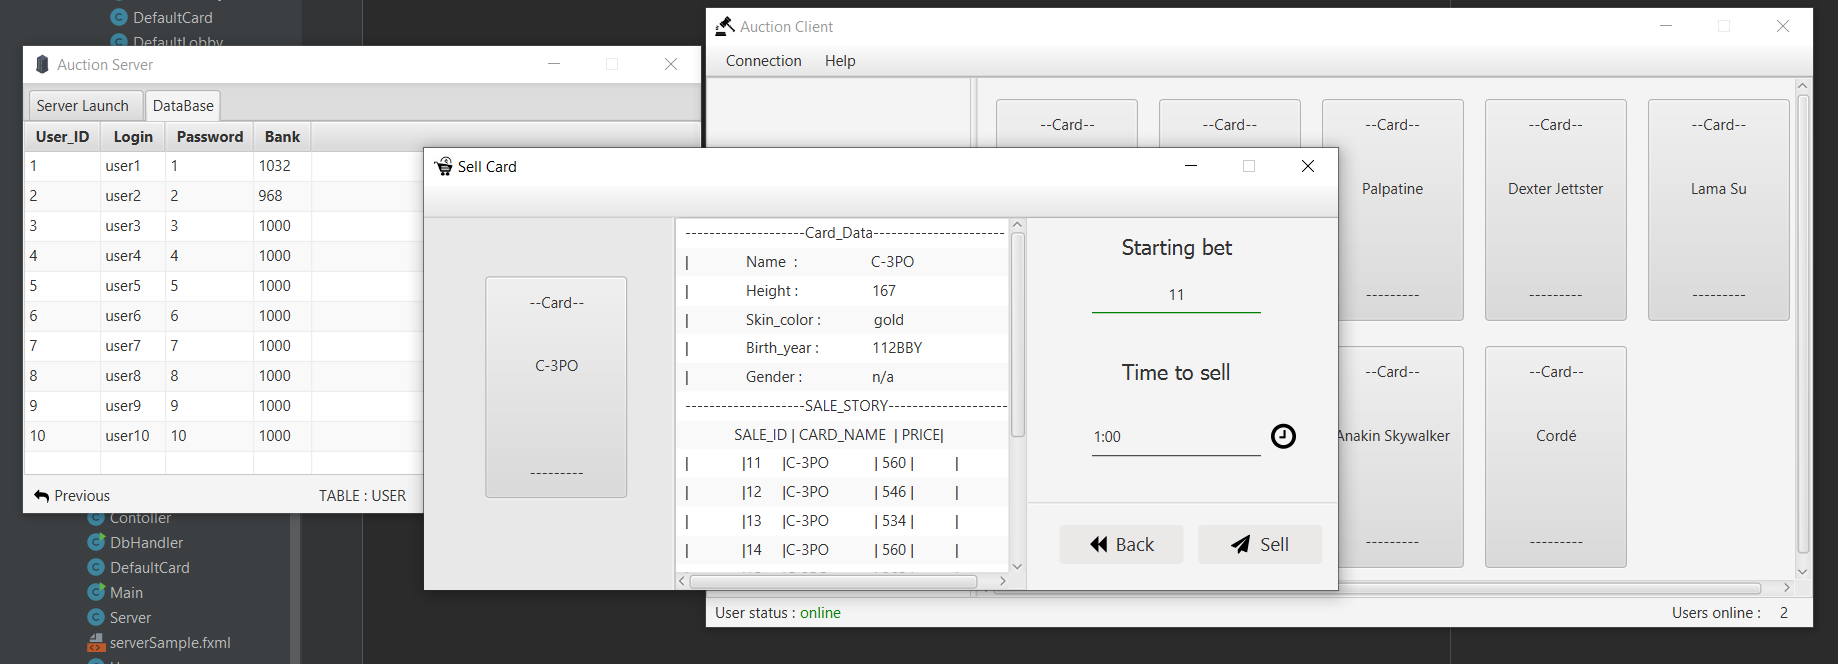 DefaultCard
DefaultLobby
Auction Server
Server Launch
DataBase
User_ID Login Password Bank
1 user1 1 1032
2 user2 2 968
3 user3 3 1000
4 user4 4 1000
5 user5 5 1000
6 user6 6 1000
7 user7 7 1000
8 user8 8 1000
9 user9 9 1000
10 user10 10 1000
Previous
TABLE : USER
Contoller
DbHandler
DefaultCard
Main
Server
serverSample.fxml
Auction Client
Connection Help
--Card--
--Card--
--Card--
Palpatine
---------
--Card--
Dexter Jettster
---------
--Card--
Lama Su
---------
--Card--
Anakin Skywalker
---------
--Card--
Cordé
---------
User status : online
Users online : 2
Sell Card
--Card--
C-3PO
---------
--------------------Card_Data----------------------
| Name : C-3PO
| Height : 167
| Skin_color : gold
| Birth_year : 112BBY
| Gender : n/a
--------------------SALE_STORY--------------------
SALE_ID | CARD_NAME | PRICE|
| |11 |C-3PO | 560 | |
| |12 |C-3PO | 546 | |
| |13 |C-3PO | 534 | |
| |14 |C-3PO | 560 | |
Starting bet
11
Time to sell
1:00
Back
Sell